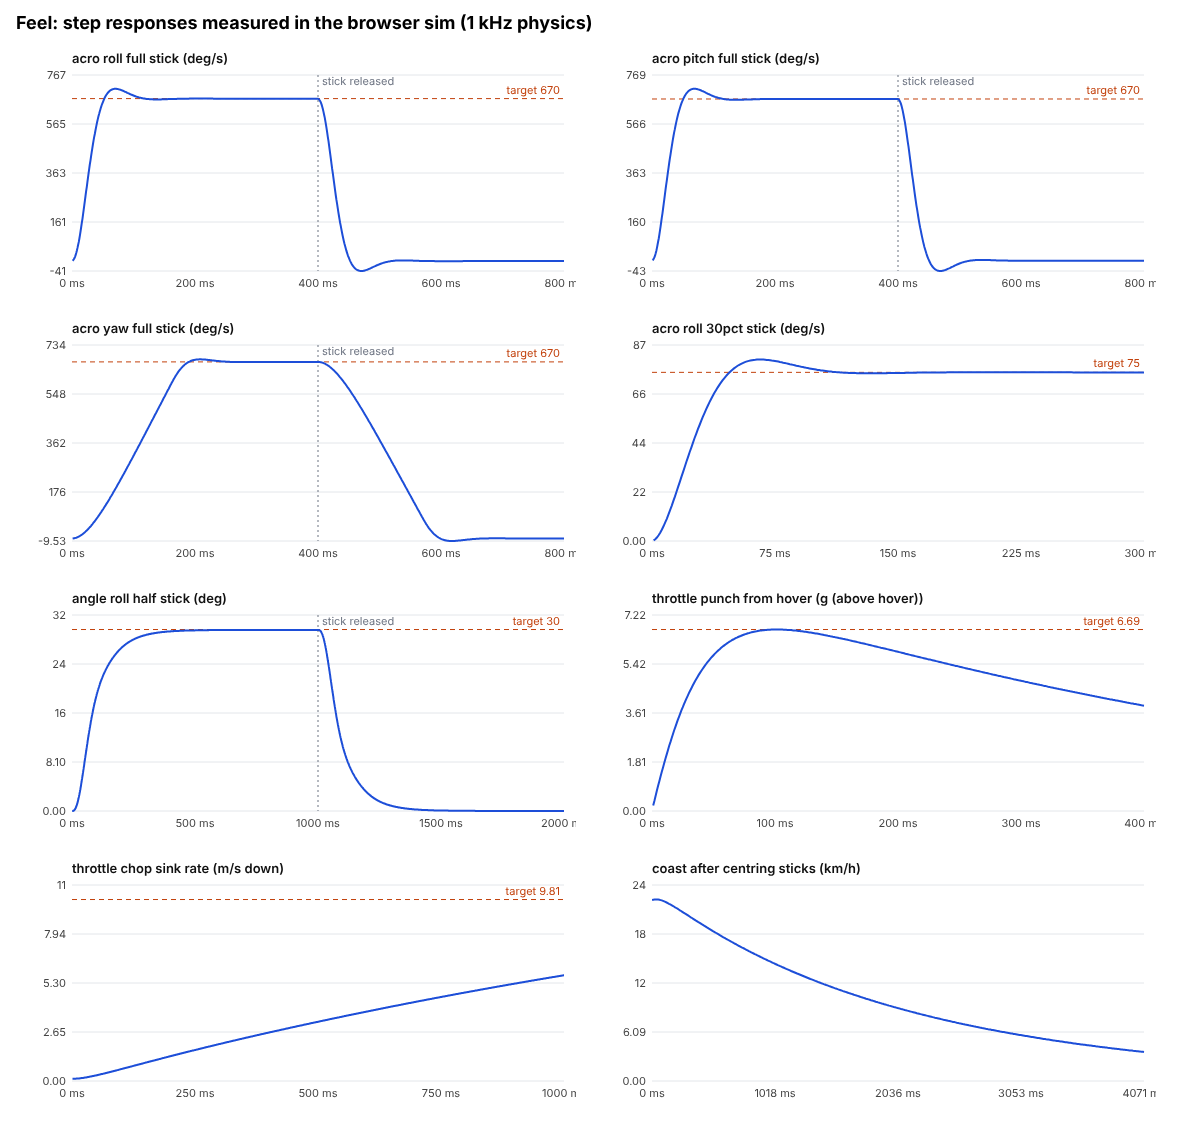 Feel: step responses measured in the browser sim (1 kHz physics)
acro roll full stick (deg/s)
767
565
363
161
-41
stick released
target 670
0 ms
200 ms
400 ms
600 ms
800 m
acro pitch full stick (deg/s)
769
566
363
160
-43
stick released
target 670
0 ms
200 ms
400 ms
600 ms
800 m
acro yaw full stick (deg/s)
734
548
362
176
-9.53
stick released
target 670
0 ms
200 ms
400 ms
600 ms
800 m
acro roll 30pct stick (deg/s)
87
66
44
22
0.00
target 75
0 ms
75 ms
150 ms
225 ms
300 m
angle roll half stick (deg)
32
24
16
8.10
0.00
stick released
target 30
0 ms
500 ms
1000 ms
1500 ms
2000 m
throttle punch from hover (g (above hover))
7.22
5.42
3.61
1.81
0.00
target 6.69
0 ms
100 ms
200 ms
300 ms
400 m
throttle chop sink rate (m/s down)
11
7.94
5.30
2.65
0.00
target 9.81
0 ms
250 ms
500 ms
750 ms
1000 m
coast after centring sticks (km/h)
24
18
12
6.09
0.00
0 ms
1018 ms
2036 ms
3053 ms
4071 m